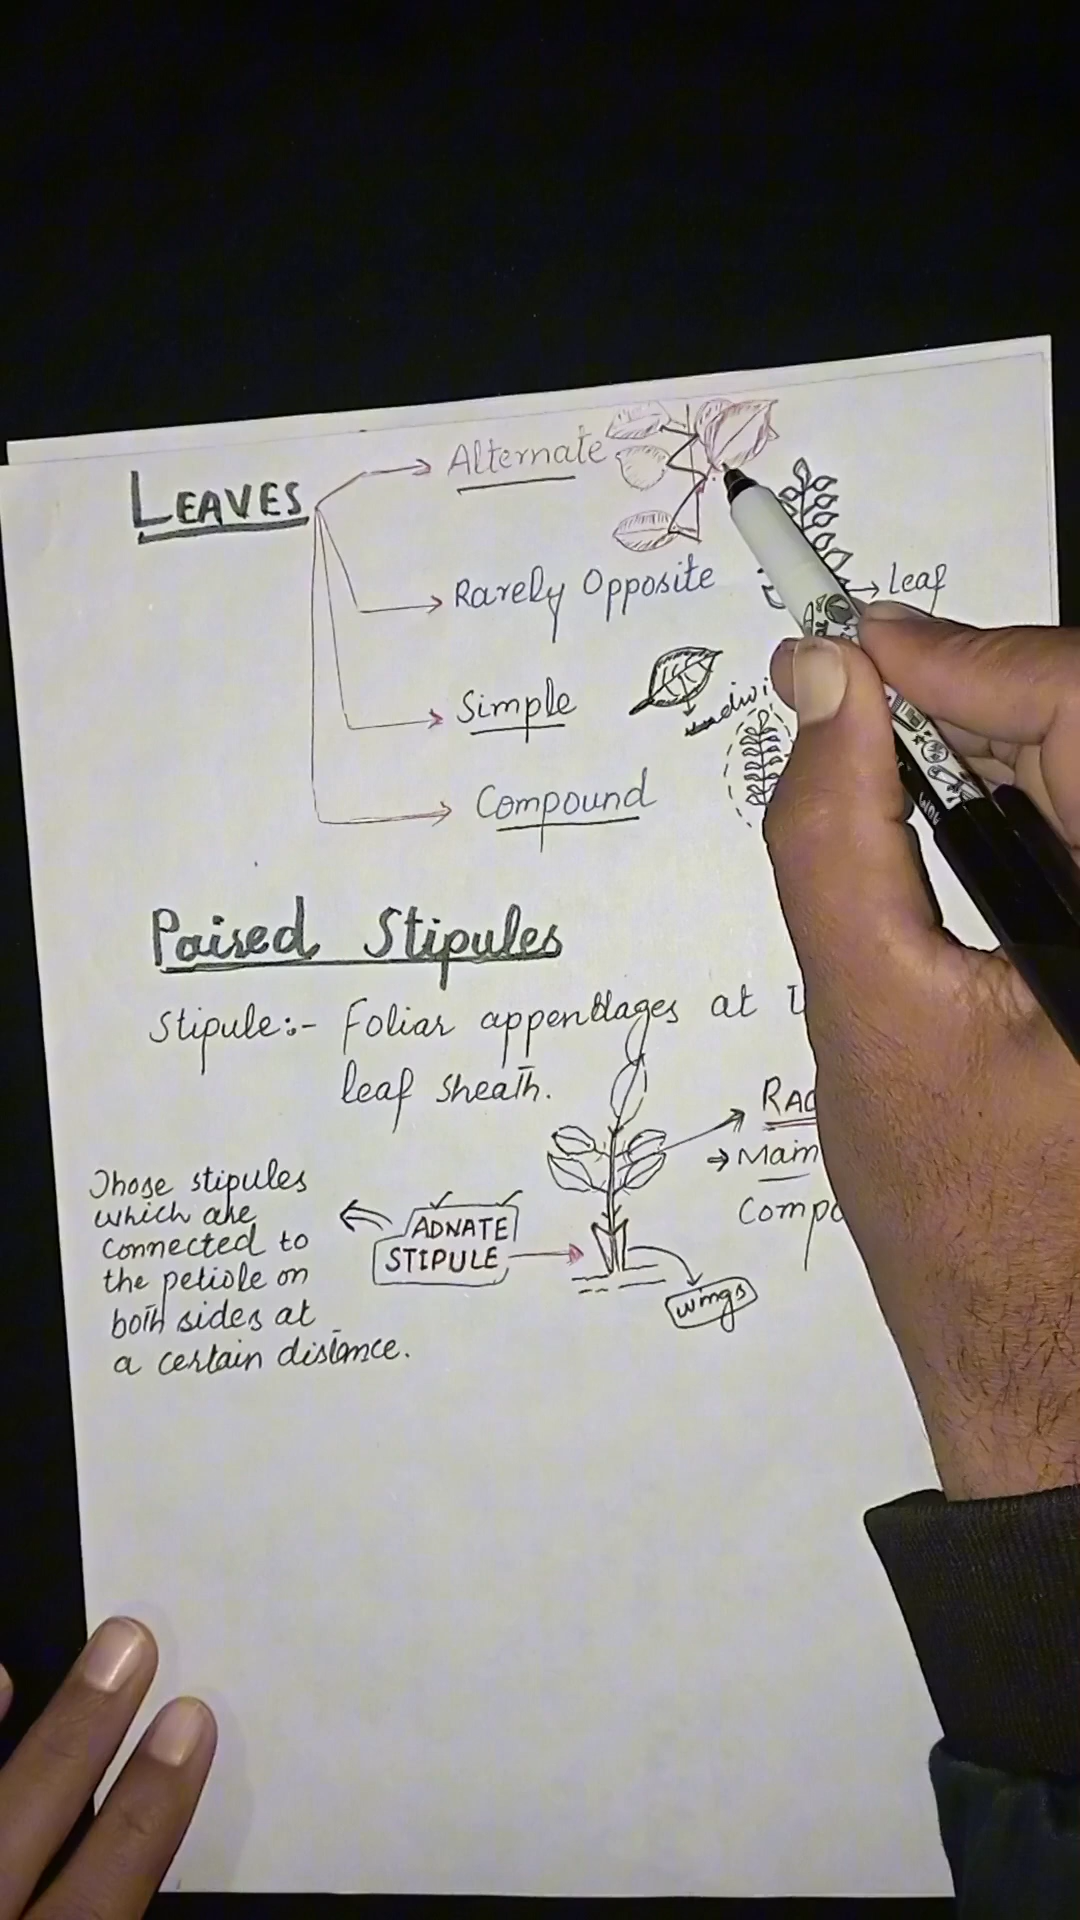 LEAVES
Alternate
Rarely Opposite
Leaf
Simple
Compound
Paired Stipules
Stipule:- Foliar appendages at
leaf sheath.
Those stipules
which are
connected to
the petiole on
both sides at
a certain distance.
ADNATE
STIPULE
wings